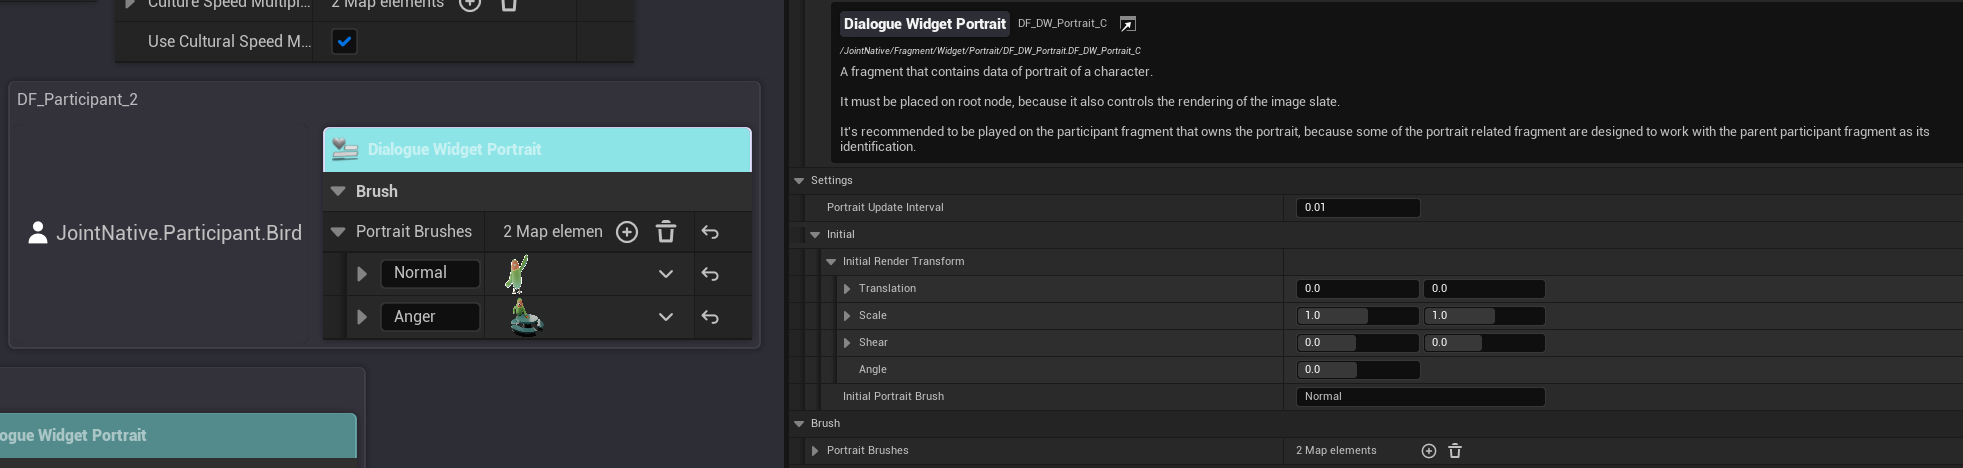 Culture Speed Multipl...
2 Map elements
Use Cultural Speed M...
DF_Participant_2
Dialogue Widget Portrait
Brush
JointNative.Participant.Bird
Portrait Brushes
2 Map elemen
Normal
Anger
ogue Widget Portrait
Dialogue Widget Portrait DF_DW_Portrait_C
/JointNative/Fragment/Widget/Portrait/DF_DW_Portrait.DF_DW_Portrait_C
A fragment that contains data of portrait of a character.
It must be placed on root node, because it also controls the rendering of the image slate.
It's recommended to be played on the participant fragment that owns the portrait, because some of the portrait related fragment are designed to work with the parent participant fragment as its
identification.
Settings
Portrait Update Interval 0.01
Initial
Initial Render Transform
Translation 0.0 0.0
Scale 1.0 1.0
Shear 0.0 0.0
Angle 0.0
Initial Portrait Brush Normal
Brush
Portrait Brushes 2 Map elements